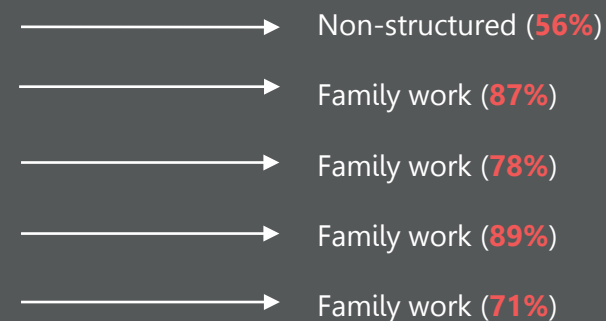 Non-structured (56%)
Family work (87%)
Family work (78%)
Family work (89%)
Family work (71%)